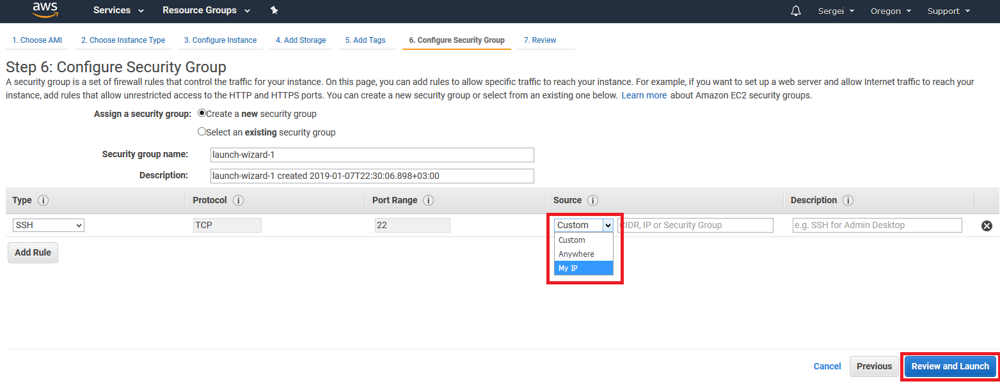 aws Services Resource Groups Sergei Oregon Support
1. Choose AMI 2. Choose Instance Type 3. Configure Instance 4. Add Storage 5. Add Tags 6. Configure Security Group 7. Review
Step 6: Configure Security Group
A security group is a set of firewall rules that control the traffic for your instance. On this page, you can add rules to allow specific traffic to reach your instance. For example, if you want to set up a web server and allow Internet traffic to reach your
instance, add rules that allow unrestricted access to the HTTP and HTTPS ports. You can create a new security group or select from an existing one below. Learn more about Amazon EC2 security groups.
Assign a security group: Create a new security group
Select an existing security group
Security group name: launch-wizard-1
Description: launch-wizard-1 created 2019-01-07T22:30:06.898+03:00
Type i Protocol i Port Range i Source i Description i
SSH TCP 22 Custom CIDR, IP or Security Group e.g. SSH for Admin Desktop
Custom
Anywhere
My IP
Add Rule
Cancel Previous Review and Launch